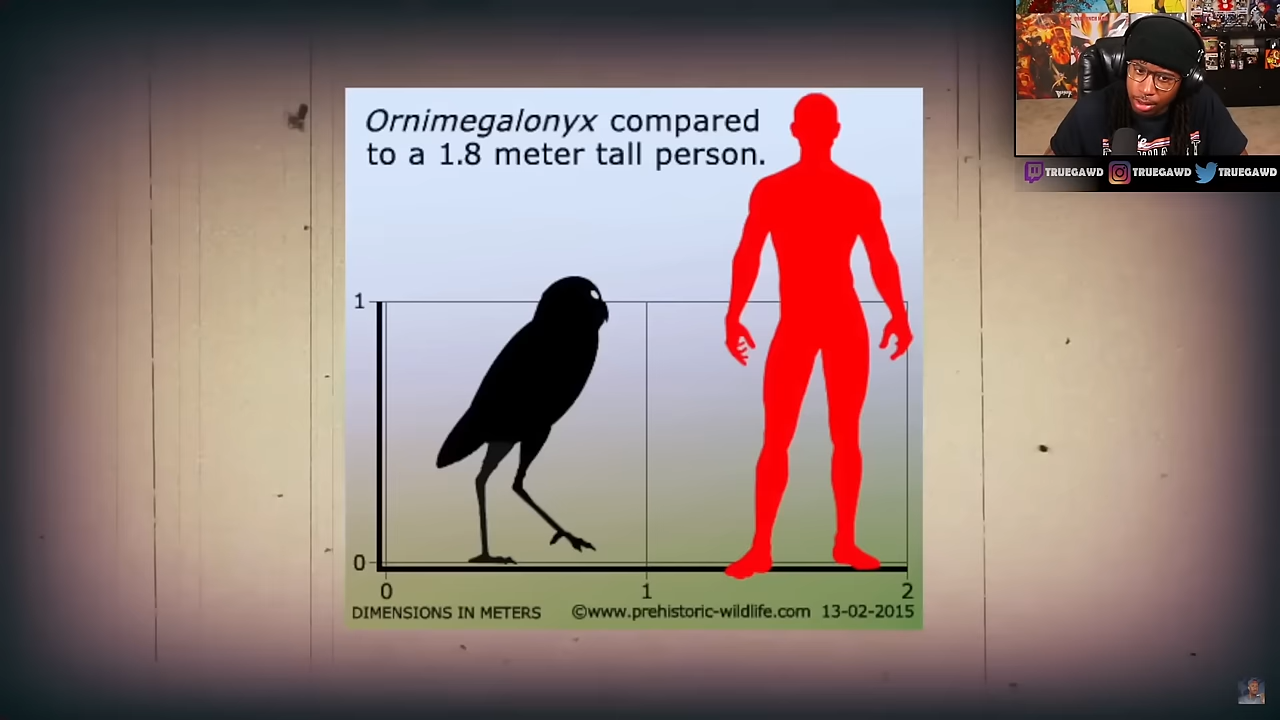 Ornimegalonyx compared
to a 1.8 meter tall person.
TRUEGAWD TRUEGAWD TRUEGAWD
1
0
0 1 2
DIMENSIONS IN METERS ©www.prehistoric-wildlife.com 13-02-2015